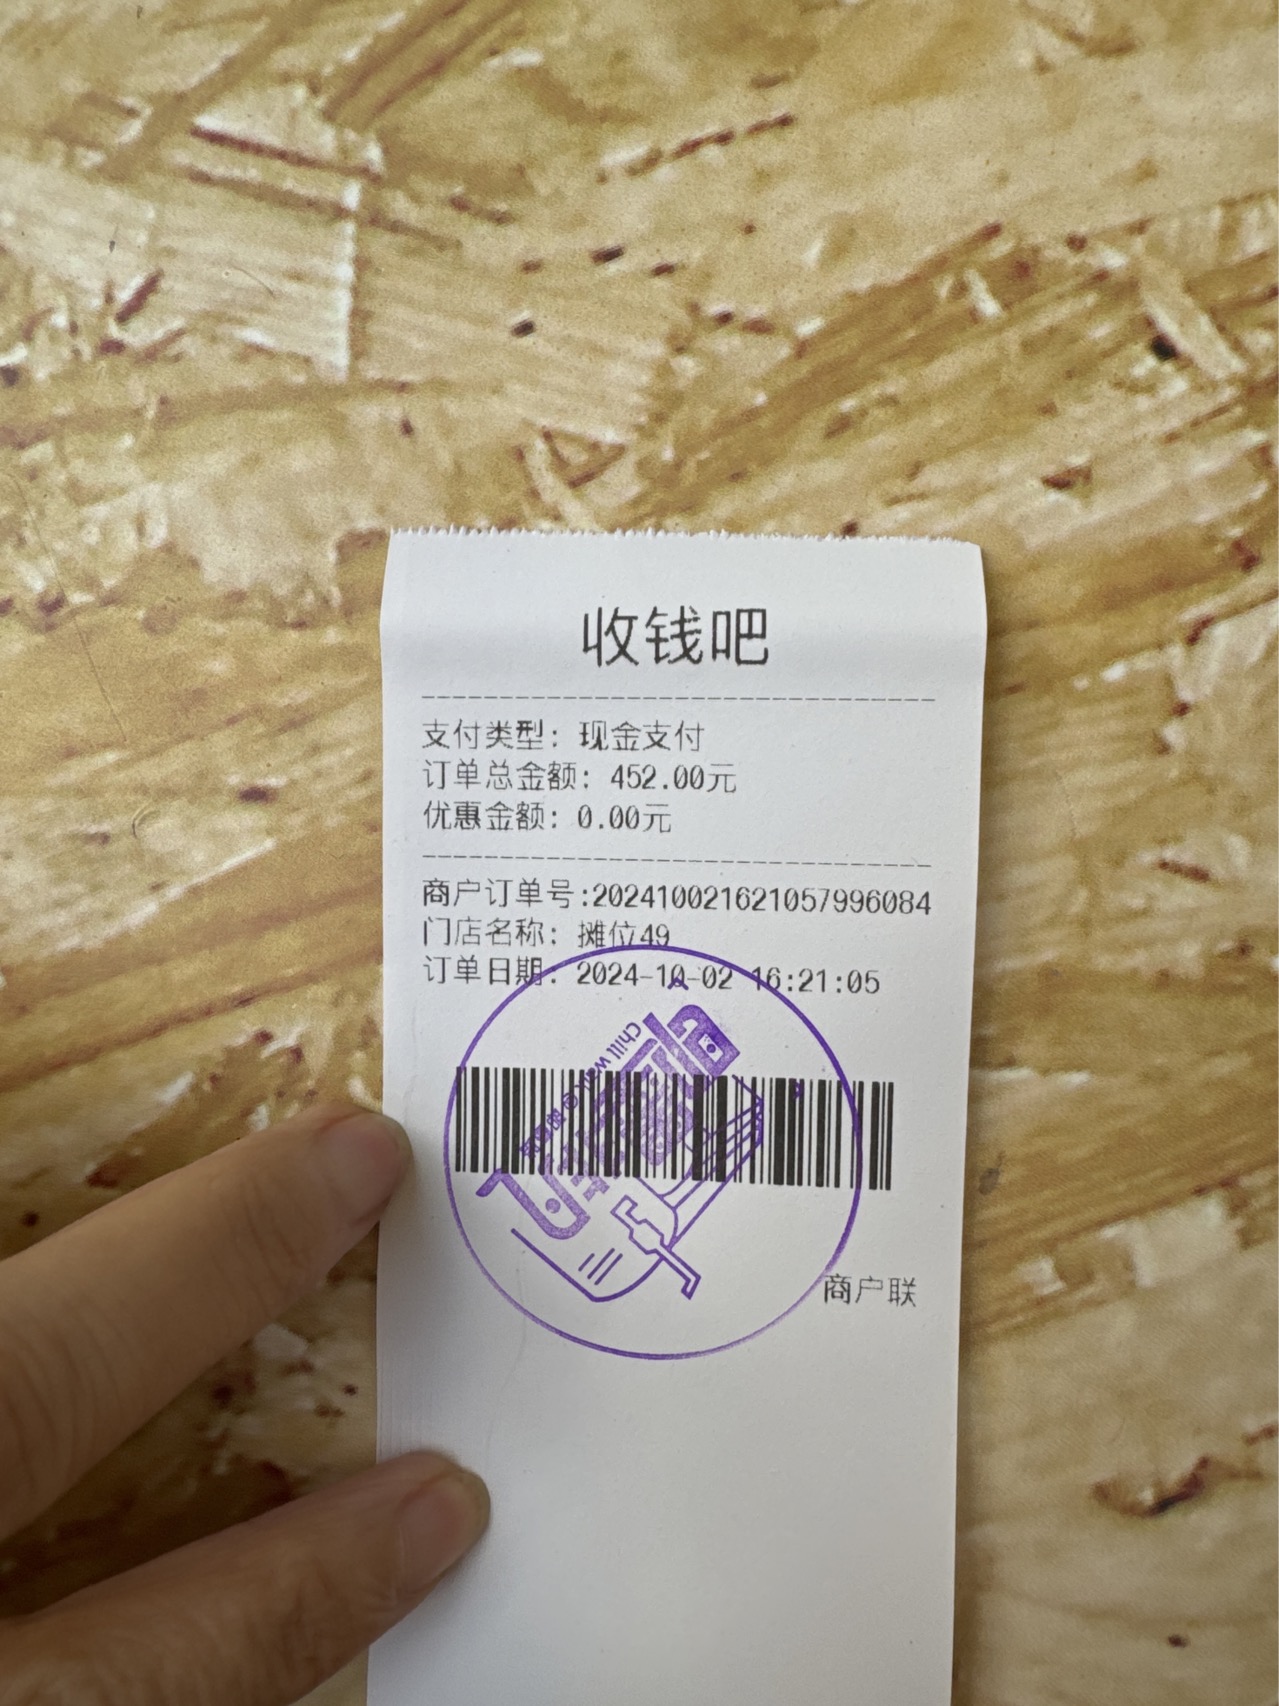 收钱吧
支付类型: 现金支付
订单总金额: 452.00元
优惠金额: 0.00元
商户订单号:20241002162105799​6084
门店名称: 摊位49
订单日期: 2024-10-02 16:21:05
Chill
商户联